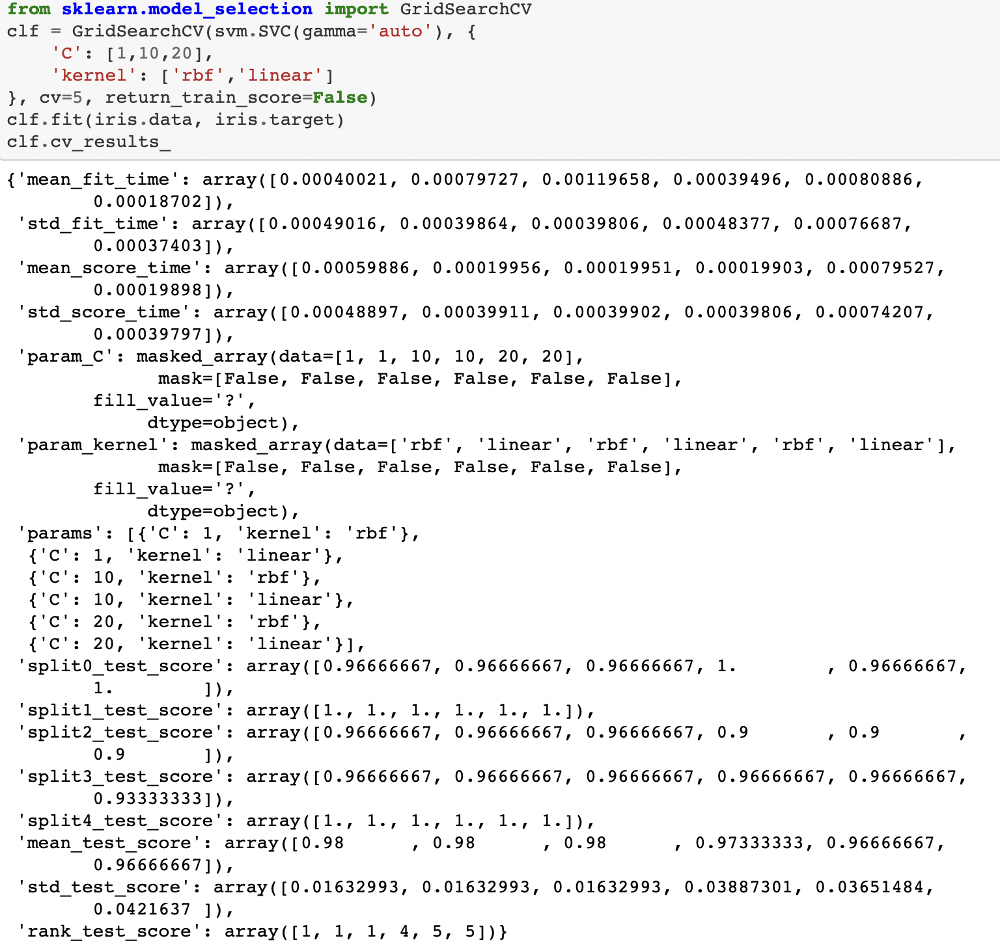 from sklearn.model_selection import GridSearchCV
clf = GridSearchCV(svm.SVC(gamma='auto'), {
    'C': [1,10,20],
    'kernel': ['rbf','linear']
}, cv=5, return_train_score=False)
clf.fit(iris.data, iris.target)
clf.cv_results_
{'mean_fit_time': array([0.00040021, 0.00079727, 0.00119658, 0.00039496, 0.00080886,
        0.00018702]),
 'std_fit_time': array([0.00049016, 0.00039864, 0.00039806, 0.00048377, 0.00076687,
        0.00037403]),
 'mean_score_time': array([0.00059886, 0.00019956, 0.00019951, 0.00019903, 0.00079527,
        0.00019898]),
 'std_score_time': array([0.00048897, 0.00039911, 0.00039902, 0.00039806, 0.00074207,
        0.00039797]),
 'param_C': masked_array(data=[1, 1, 10, 10, 20, 20],
              mask=[False, False, False, False, False, False],
        fill_value='?',
             dtype=object),
 'param_kernel': masked_array(data=['rbf', 'linear', 'rbf', 'linear', 'rbf', 'linear'],
              mask=[False, False, False, False, False, False],
        fill_value='?',
             dtype=object),
 'params': [{'C': 1, 'kernel': 'rbf'},
  {'C': 1, 'kernel': 'linear'},
  {'C': 10, 'kernel': 'rbf'},
  {'C': 10, 'kernel': 'linear'},
  {'C': 20, 'kernel': 'rbf'},
  {'C': 20, 'kernel': 'linear'}],
 'split0_test_score': array([0.96666667, 0.96666667, 0.96666667, 1.        , 0.96666667,
        1.        ]),
 'split1_test_score': array([1., 1., 1., 1., 1., 1.]),
 'split2_test_score': array([0.96666667, 0.96666667, 0.96666667, 0.9       , 0.9       ,
        0.9       ]),
 'split3_test_score': array([0.96666667, 0.96666667, 0.96666667, 0.96666667, 0.96666667,
        0.93333333]),
 'split4_test_score': array([1., 1., 1., 1., 1., 1.]),
 'mean_test_score': array([0.98      , 0.98      , 0.98      , 0.97333333, 0.96666667,
        0.96666667]),
 'std_test_score': array([0.01632993, 0.01632993, 0.01632993, 0.03887301, 0.03651484,
        0.0421637 ]),
 'rank_test_score': array([1, 1, 1, 4, 5, 5])}